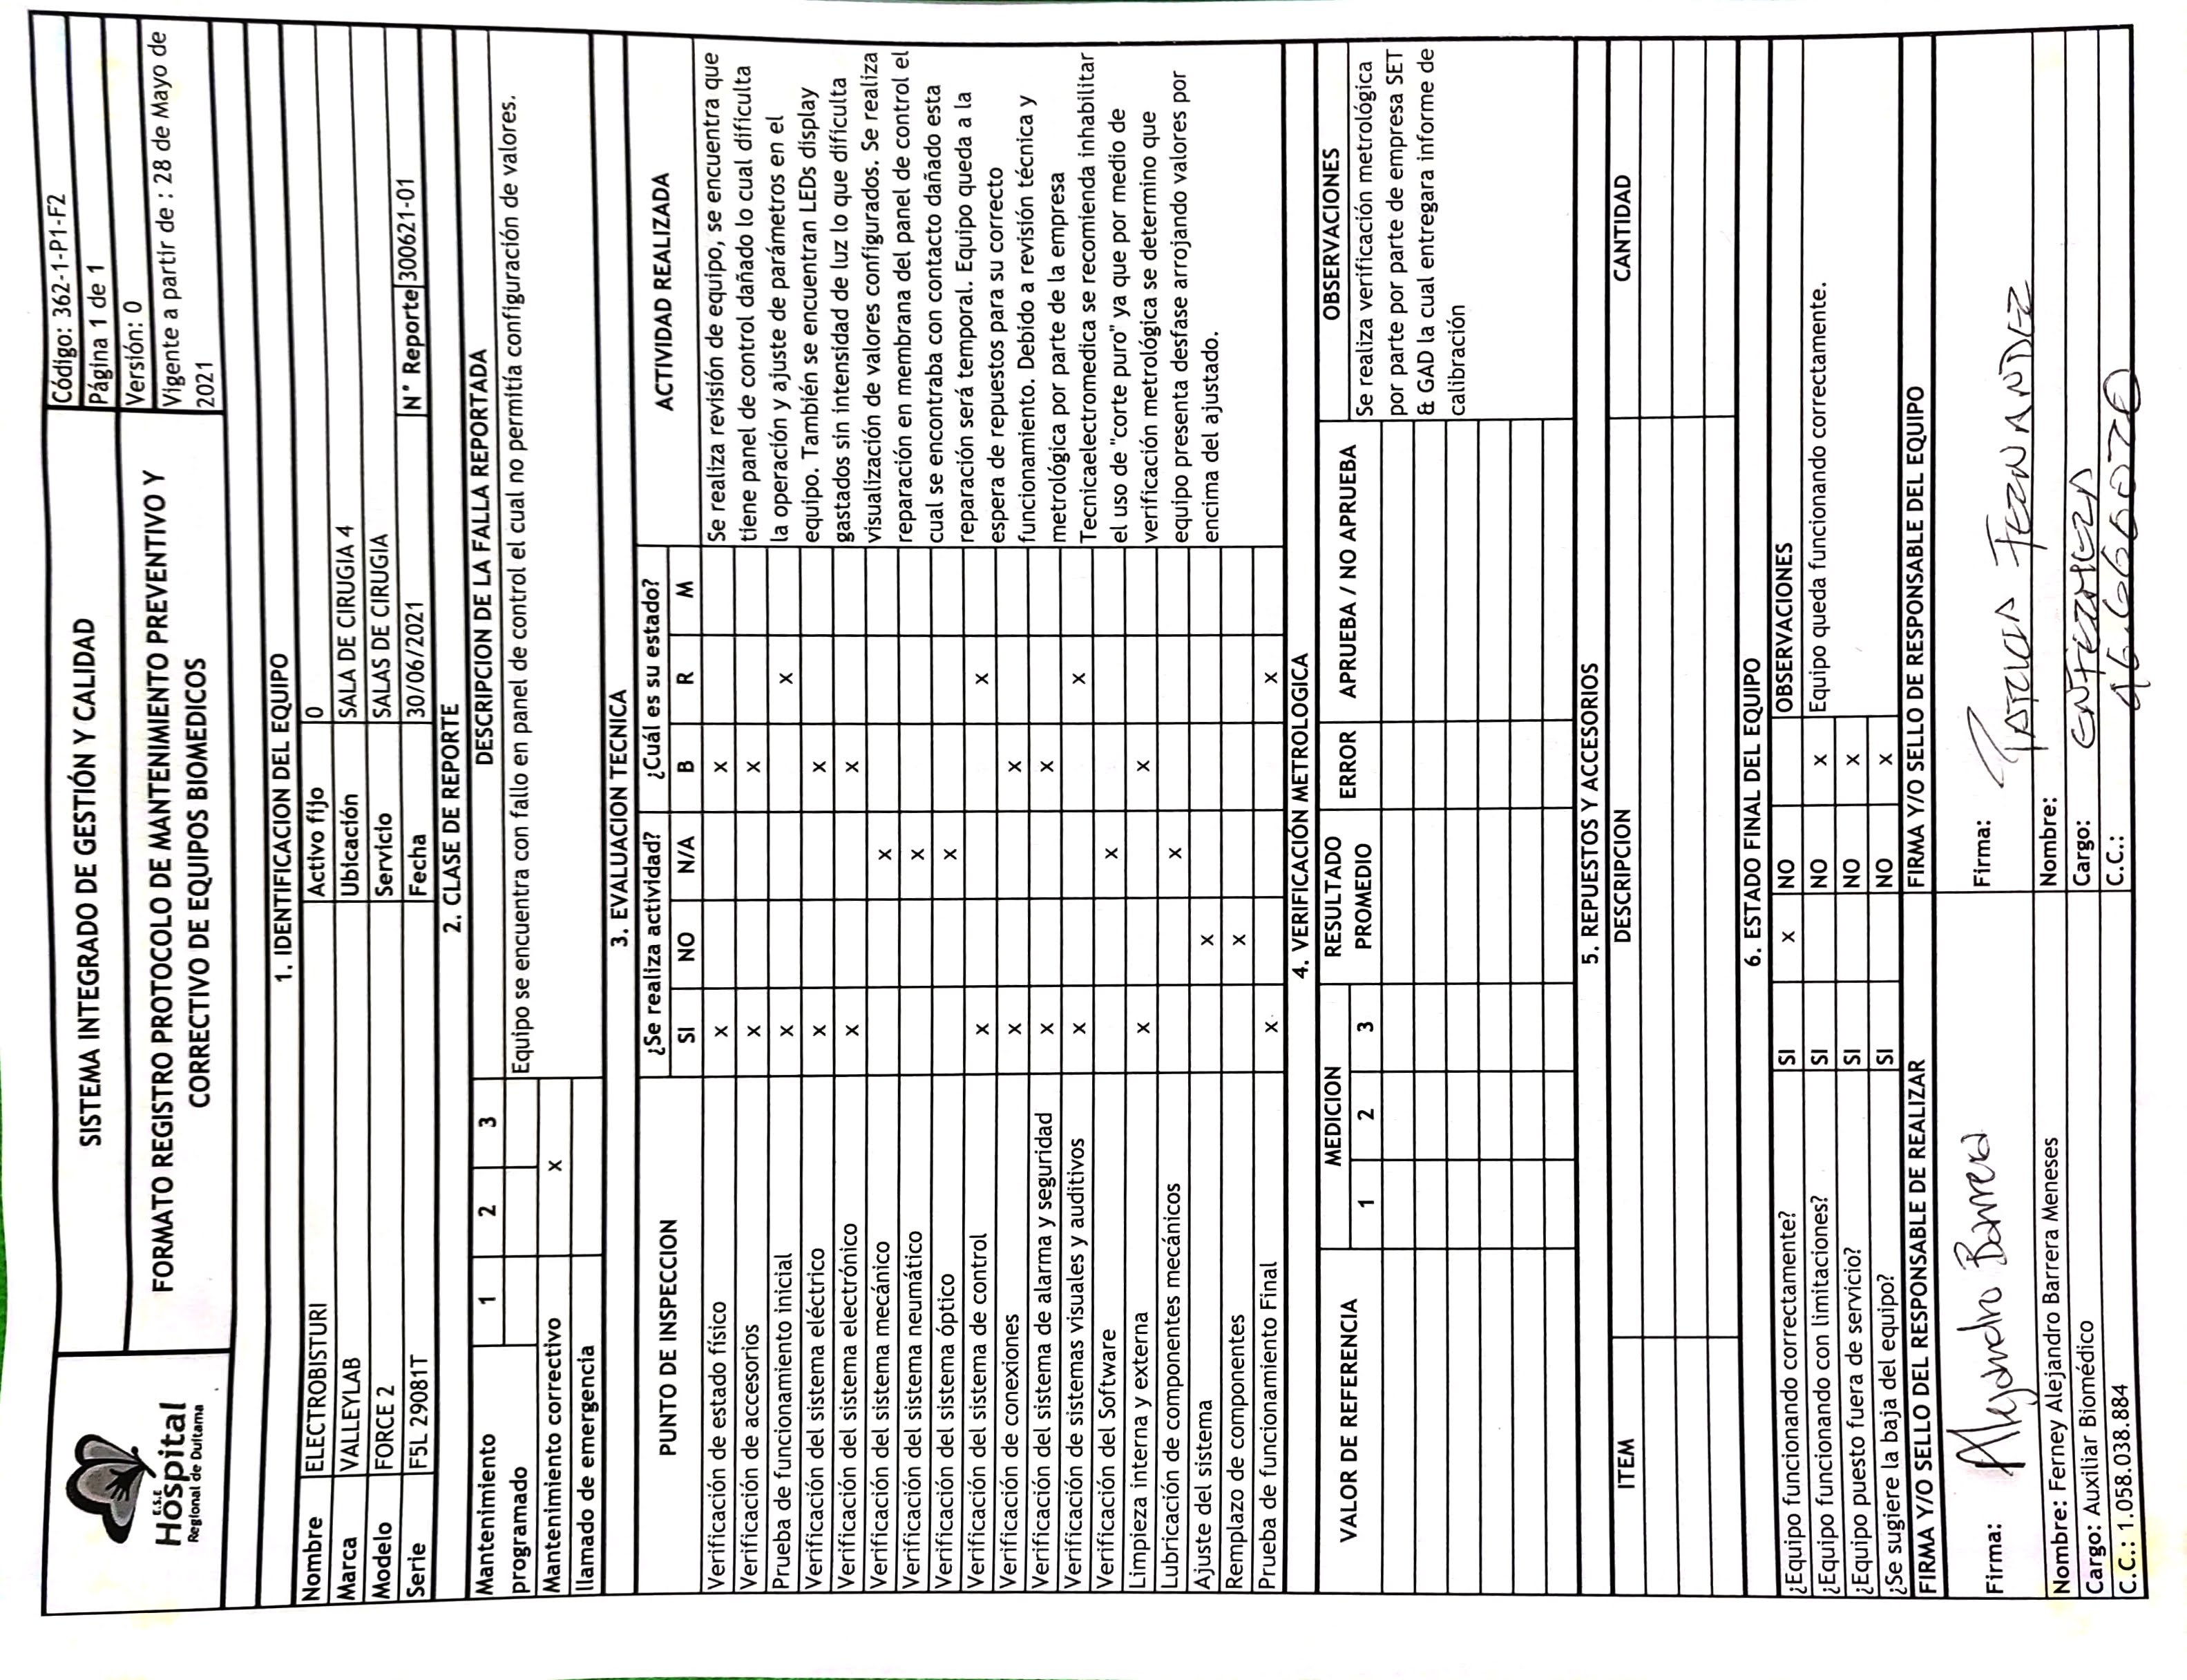 E.S.E
Hospital
Regional de Duitama
SISTEMA INTEGRADO DE GESTIÓN Y CALIDAD
FORMATO REGISTRO PROTOCOLO DE MANTENIMIENTO PREVENTIVO Y
CORRECTIVO DE EQUIPOS BIOMEDICOS
Código: 362-1-P1-F2
Página 1 de 1
Versión: 0
Vigente a partir de : 28 de Mayo de
2021
1. IDENTIFICACION DEL EQUIPO
Nombre ELECTROBISTURI Activo fijo 0
Marca VALLEYLAB Ubicación SALA DE CIRUGIA 4
Modelo FORCE 2 Servicio SALAS DE CIRUGIA
Serie F5L 29081T Fecha 30/06/2021 N° Reporte 300621-01
2. CLASE DE REPORTE
Mantenimiento
programado
1 2 3
Mantenimiento correctivo x
llamado de emergencia
DESCRIPCION DE LA FALLA REPORTADA
Equipo se encuentra con fallo en panel de control el cual no permitía configuración de valores.
3. EVALUACION TECNICA
PUNTO DE INSPECCION ¿Se realiza actividad? ¿Cuál es su estado?
SI NO N/A B R M
Verificación de estado físico x x
Verificación de accesorios x x
Prueba de funcionamiento inicial x x
Verificación del sistema eléctrico x x
Verificación del sistema electrónico x x
Verificación del sistema mecánico x
Verificación del sistema neumático x
Verificación del sistema óptico x
Verificación del sistema de control x x
Verificación de conexiones x x
Verificación del sistema de alarma y seguridad x x
Verificación de sistemas visuales y auditivos x x
Verificación del Software x
Limpieza interna y externa x x
Lubricación de componentes mecánicos x
Ajuste del sistema x
Remplazo de componentes x
Prueba de funcionamiento Final x x
ACTIVIDAD REALIZADA
Se realiza revisión de equipo, se encuentra que
tiene panel de control dañado lo cual dificulta
la operación y ajuste de parámetros en el
equipo. También se encuentran LEDs display
gastados sin intensidad de luz lo que dificulta
visualización de valores configurados. Se realiza
reparación en membrana del panel de control el
cual se encontraba con contacto dañado esta
reparación será temporal. Equipo queda a la
espera de repuestos para su correcto
funcionamiento. Debido a revisión técnica y
metrológica por parte de la empresa
Tecnicaelectromedica se recomienda inhabilitar
el uso de "corte puro" ya que por medio de
verificación metrológica se determino que
equipo presenta desfase arrojando valores por
encima del ajustado.
4. VERIFICACIÓN METROLOGICA
VALOR DE REFERENCIA MEDICION RESULTADO
PROMEDIO ERROR APRUEBA / NO APRUEBA OBSERVACIONES
1 2 3
Se realiza verificación metrológica
por parte por parte de empresa SET
& GAD la cual entregara informe de
calibración
5. REPUESTOS Y ACCESORIOS
ITEM DESCRIPCION CANTIDAD
6. ESTADO FINAL DEL EQUIPO
¿Equipo funcionando correctamente? SI x NO
¿Equipo funcionando con limitaciones? SI NO x
¿Equipo puesto fuera de servicio? SI NO x
¿Se sugiere la baja del equipo? SI NO x
OBSERVACIONES
Equipo queda funcionando correctamente.
FIRMA Y/O SELLO DEL RESPONSABLE DE REALIZAR
Firma: Alejandro Barrera
Nombre: Ferney Alejandro Barrera Meneses
Cargo: Auxiliar Biomédico
C.C.: 1.058.038.884
FIRMA Y/O SELLO DE RESPONSABLE DEL EQUIPO
Firma: PATRICIA FERNANDEZ
Nombre:
Cargo: ENFERMERA
C.C.: